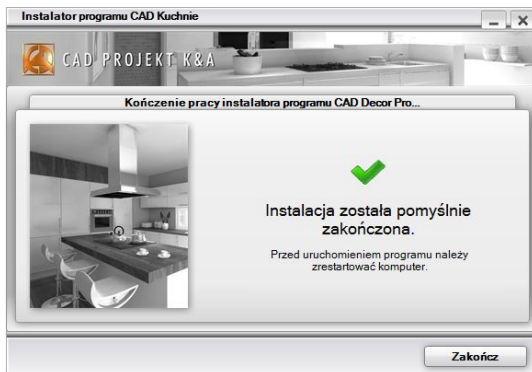 Instalator programu CAD Kuchnie
CAD PROJEKT K&A
Kończenie pracy instalatora programu CAD Decor Pro...
Instalacja została pomyślnie
zakończona.
Przed uruchomieniem programu należy
zrestartować komputer.
Zakończ